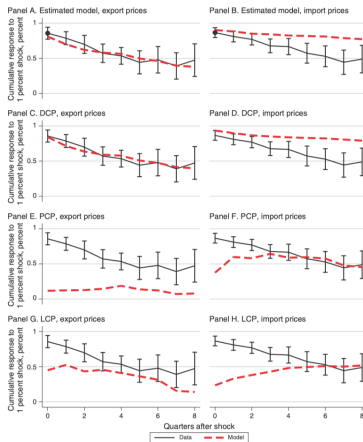 Panel A. Estimated model, export prices
Panel B. Estimated model, import prices
Cumulative response to
1 percent shock, percent
1
0.5
0
Panel C. DCP, export prices
Panel D. DCP, import prices
Cumulative response to
1 percent shock, percent
1
0.5
0
Panel E. PCP, export prices
Panel F. PCP, import prices
Cumulative response to
1 percent shock, percent
1
0.5
0
Panel G. LCP, export prices
Panel H. LCP, import prices
Cumulative response to
1 percent shock, percent
1
0.5
0
0 2 4 6 8
0 2 4 6 8
Quarters after shock
Data Model